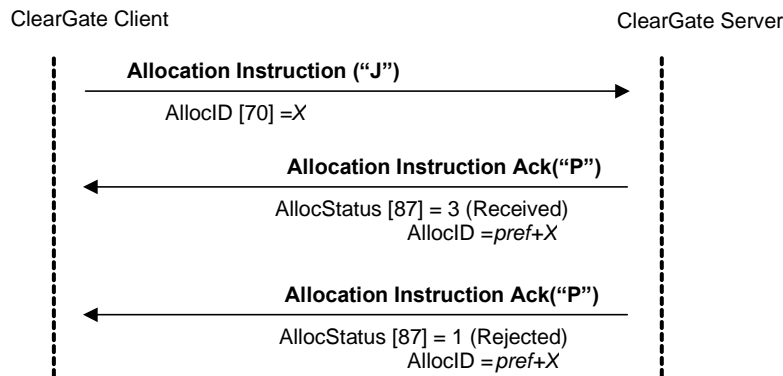 ClearGate Client
ClearGate Server
Allocation Instruction (“J”)
AllocID [70] =X
Allocation Instruction Ack("P")
AllocStatus [87] = 3 (Received)
AllocID =pref+X
Allocation Instruction Ack("P")
AllocStatus [87] = 1 (Rejected)
AllocID =pref+X